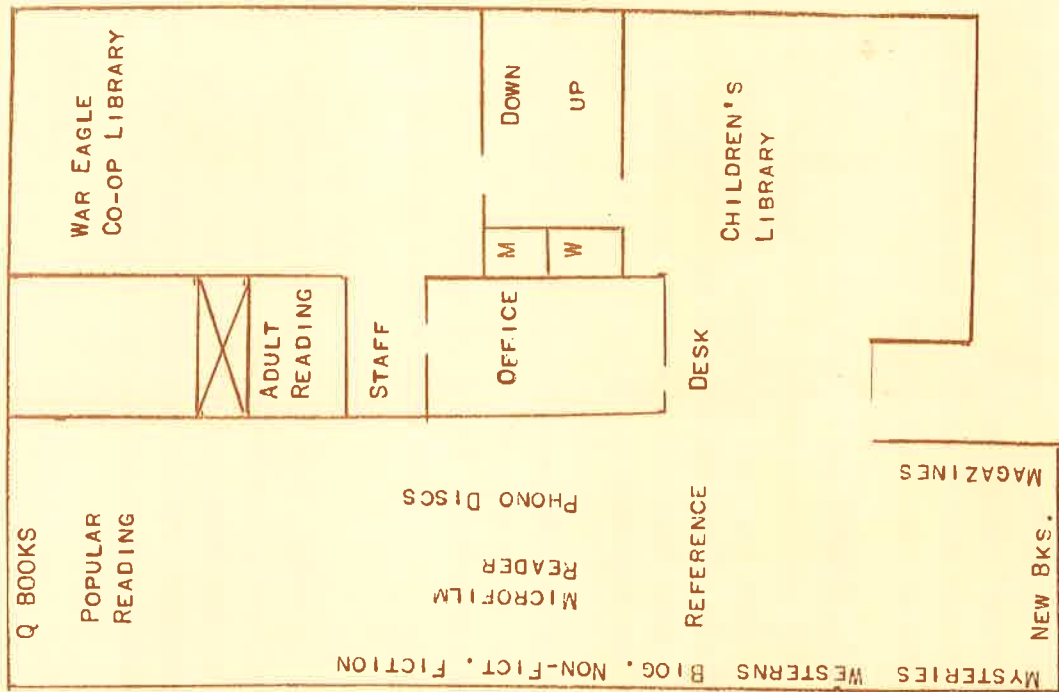 Q BOOKS
POPULAR
READING
WAR EAGLE
CO-OP LIBRARY
ADULT
READING
STAFF
OFFICE
M
W
DOWN
UP
PHONO DISCS
MICROFILM
READER
REFERENCE
DESK
CHILDREN'S
LIBRARY
MAGAZINES
NEW BKS.
MYSTERIES WESTERNS BIOG. NON-FICT. FICTION